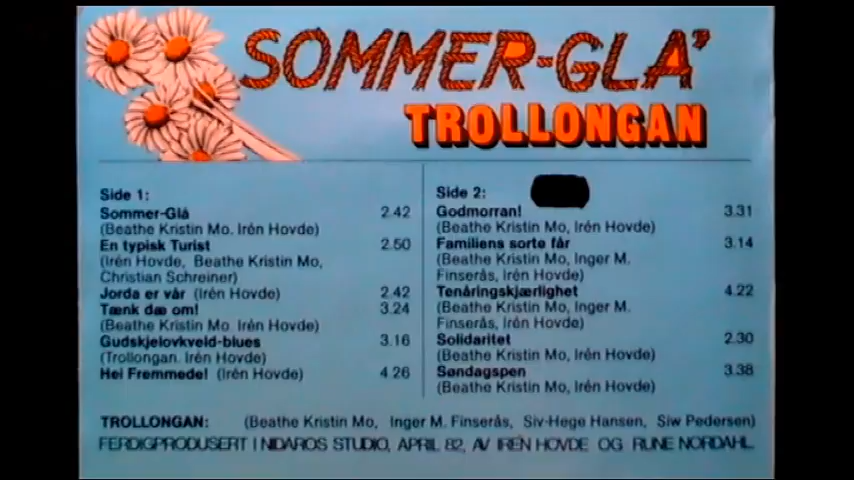 SOMMER-GLA'
TROLLONGAN
Side 1:
Sommer-Glá 2.42
(Beathe Kristin Mo. Irén Hovde)
En typisk Turist 2.50
(Irén Hovde, Beathe Kristin Mo,
Christian Schreiner)
Jorda er vår (Irén Hovde) 2.42
Tænk dæ om! 3.24
(Beathe Kristin Mo. Irén Hovde)
Gudskjelovkveld-blues 3.16
(Trollongan. Irén Hovde)
Hei Fremmede! (Irén Hovde) 4.26
Side 2:
Godmorran! 3.31
(Beathe Kristin Mo, Irén Hovde)
Familiens sorte får 3.14
(Beathe Kristin Mo, Inger M.
Finserås, Irén Hovde)
Tenåringskjærlighet 4.22
(Beathe Kristin Mo, Inger M.
Finserås, Irén Hovde)
Solidaritet 2.30
(Beathe Kristin Mo, Irén Hovde)
Søndagspen 3.38
(Beathe Kristin Mo, Irén Hovde)
TROLLONGAN: (Beathe Kristin Mo, Inger M. Finserås, Siv-Hege Hansen, Siw Pedersen)
FERDIGPRODUSERT I NIDAROS STUDIO, APRIL 82, AV IRÉN HOVDE OG RUNE NORDAHL.